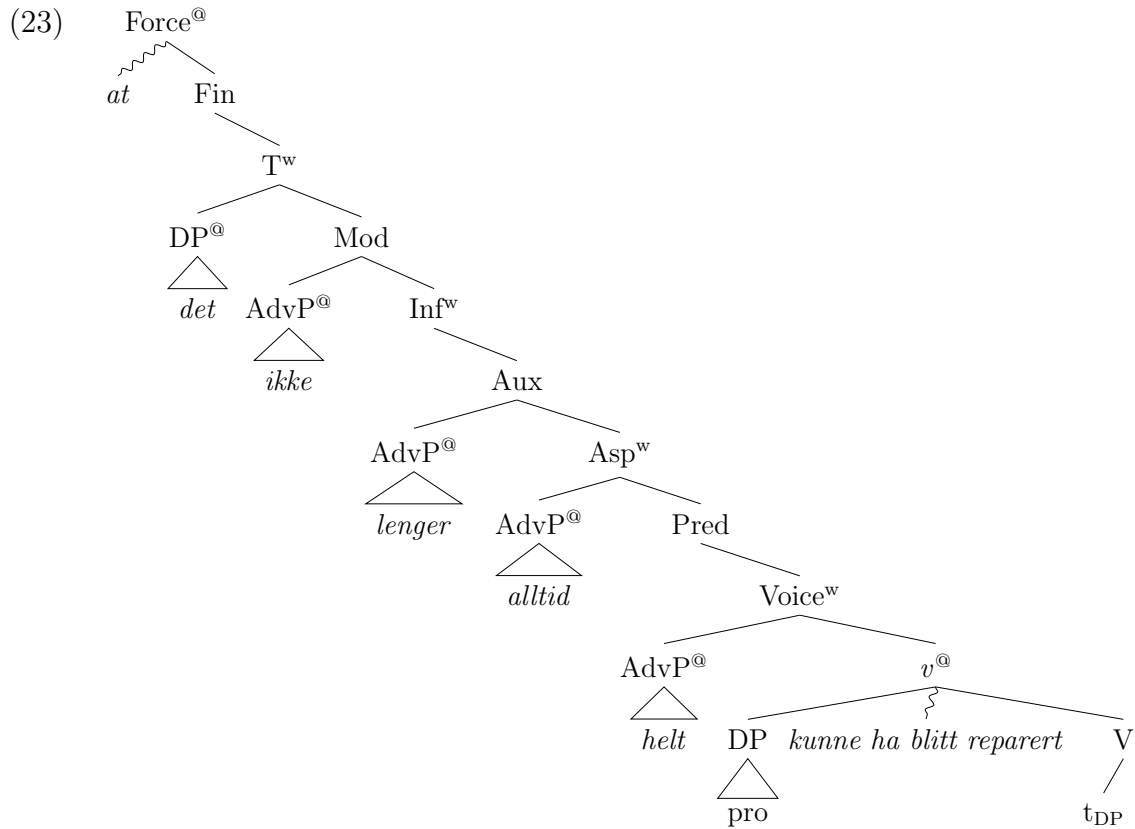 (23) Force@
at Fin
Tʷ
DP@ Mod
det AdvP@ Infʷ
ikke
Aux
AdvP@ Aspʷ
lenger AdvP@ Pred
alltid
Voiceʷ
AdvP@ v@
helt DP kunne ha blitt reparert V
pro t_DP